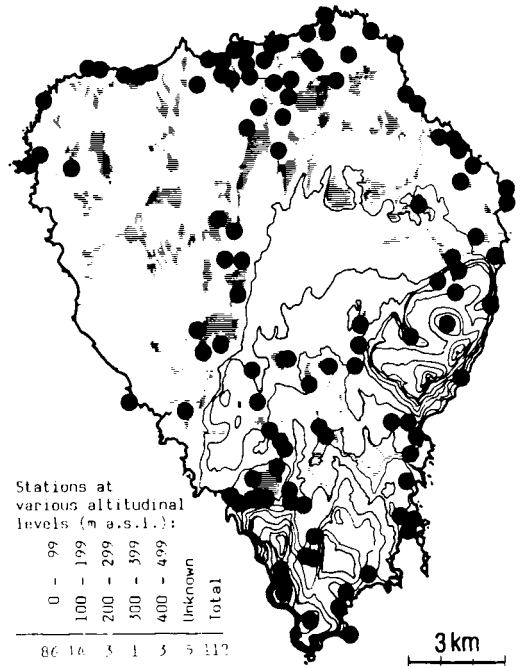 Stations at
various altitudinal
levels (m a.s.l.):
0 - 99
100 - 199
200 - 299
300 - 399
400 - 499
Unknown
Total
86 14 3 1 3 5 112
3 km